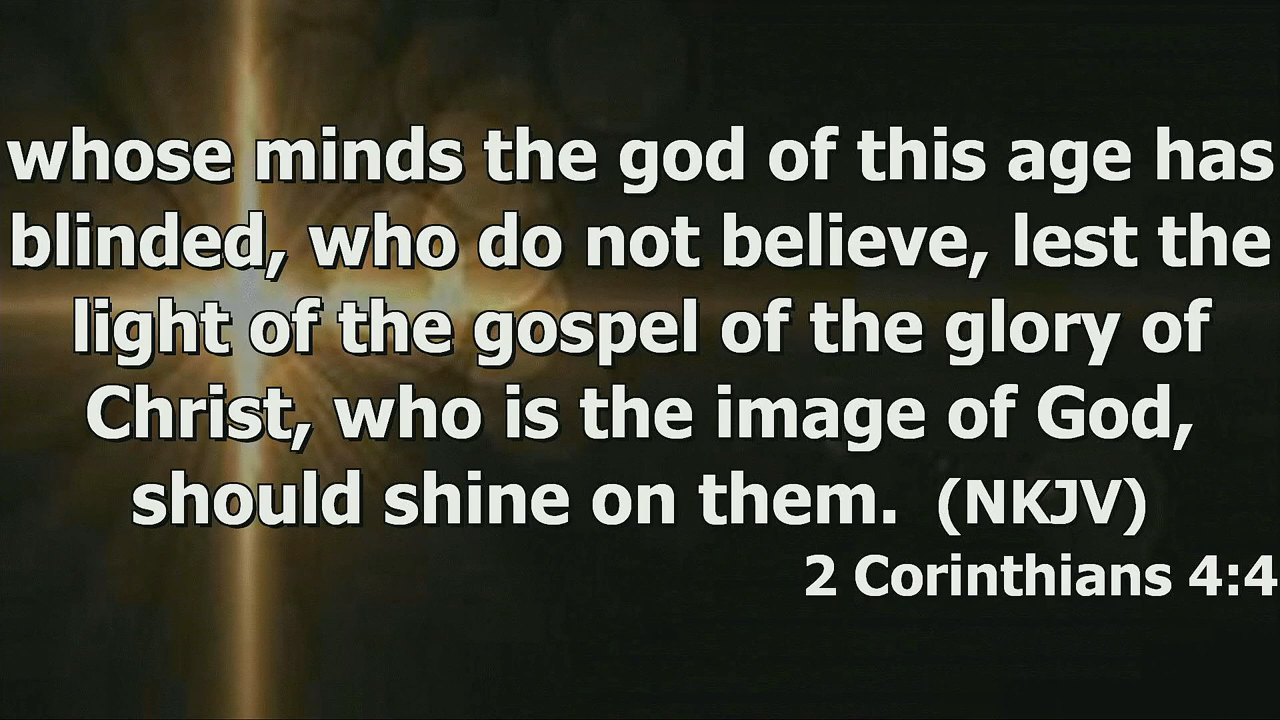 whose minds the god of this age has
blinded, who do not believe, lest the
light of the gospel of the glory of
Christ, who is the image of God,
should shine on them. (NKJV)
2 Corinthians 4:4